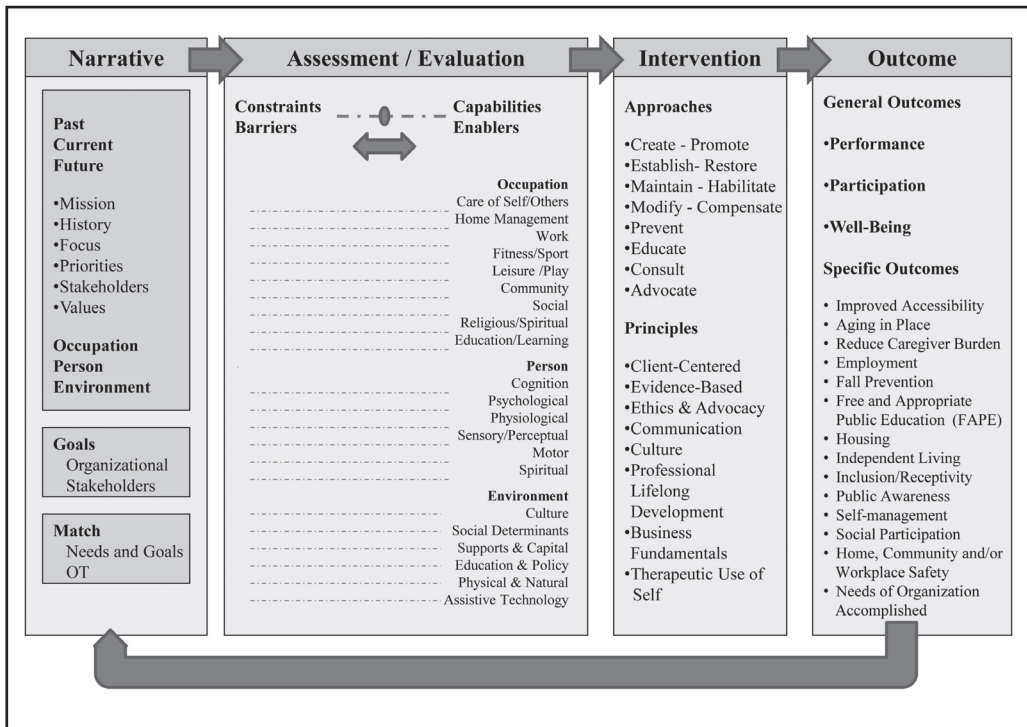 Narrative
Past
Current
Future
•Mission
•History
•Focus
•Priorities
•Stakeholders
•Values
Occupation
Person
Environment
Goals
Organizational
Stakeholders
Match
Needs and Goals
OT
Assessment / Evaluation
Constraints
Barriers
Capabilities
Enablers
Occupation
Care of Self/Others
Home Management
Work
Fitness/Sport
Leisure /Play
Community
Social
Religious/Spiritual
Education/Learning
Person
Cognition
Psychological
Physiological
Sensory/Perceptual
Motor
Spiritual
Environment
Culture
Social Determinants
Supports & Capital
Education & Policy
Physical & Natural
Assistive Technology
Intervention
Approaches
•Create - Promote
•Establish- Restore
•Maintain - Habilitate
•Modify - Compensate
•Prevent
•Educate
•Consult
•Advocate
Principles
•Client-Centered
•Evidence-Based
•Ethics & Advocacy
•Communication
•Culture
•Professional
Lifelong
Development
•Business
Fundamentals
•Therapeutic Use of
Self
Outcome
General Outcomes
•Performance
•Participation
•Well-Being
Specific Outcomes
• Improved Accessibility
• Aging in Place
• Reduce Caregiver Burden
• Employment
• Fall Prevention
• Free and Appropriate
Public Education (FAPE)
• Housing
• Independent Living
• Inclusion/Receptivity
• Public Awareness
• Self-management
• Social Participation
• Home, Community and/or
Workplace Safety
• Needs of Organization
Accomplished